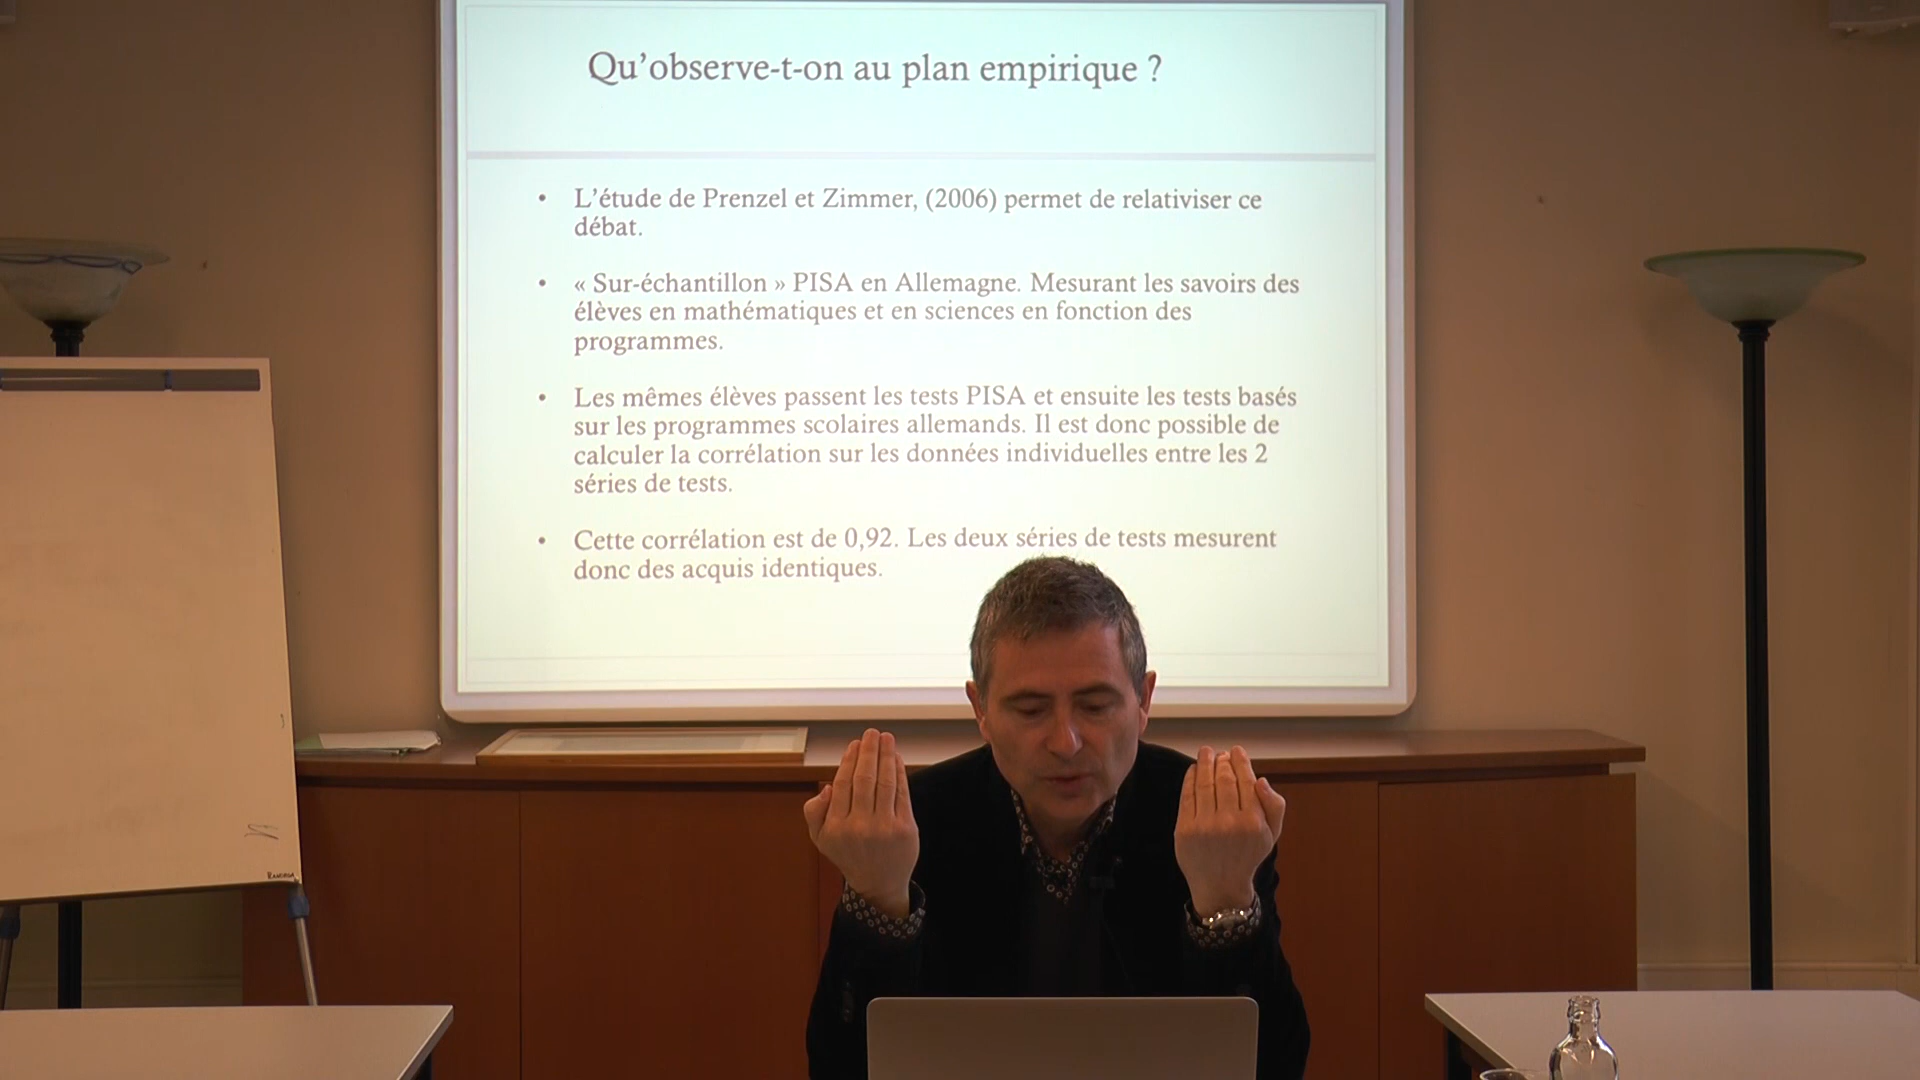 Qu’observe-t-on au plan empirique ?
• L’étude de Prenzel et Zimmer, (2006) permet de relativiser ce
débat.
• « Sur-échantillon » PISA en Allemagne. Mesurant les savoirs des
élèves en mathématiques et en sciences en fonction des
programmes.
• Les mêmes élèves passent les tests PISA et ensuite les tests basés
sur les programmes scolaires allemands. Il est donc possible de
calculer la corrélation sur les données individuelles entre les 2
séries de tests.
• Cette corrélation est de 0,92. Les deux séries de tests mesurent
donc des acquis identiques.